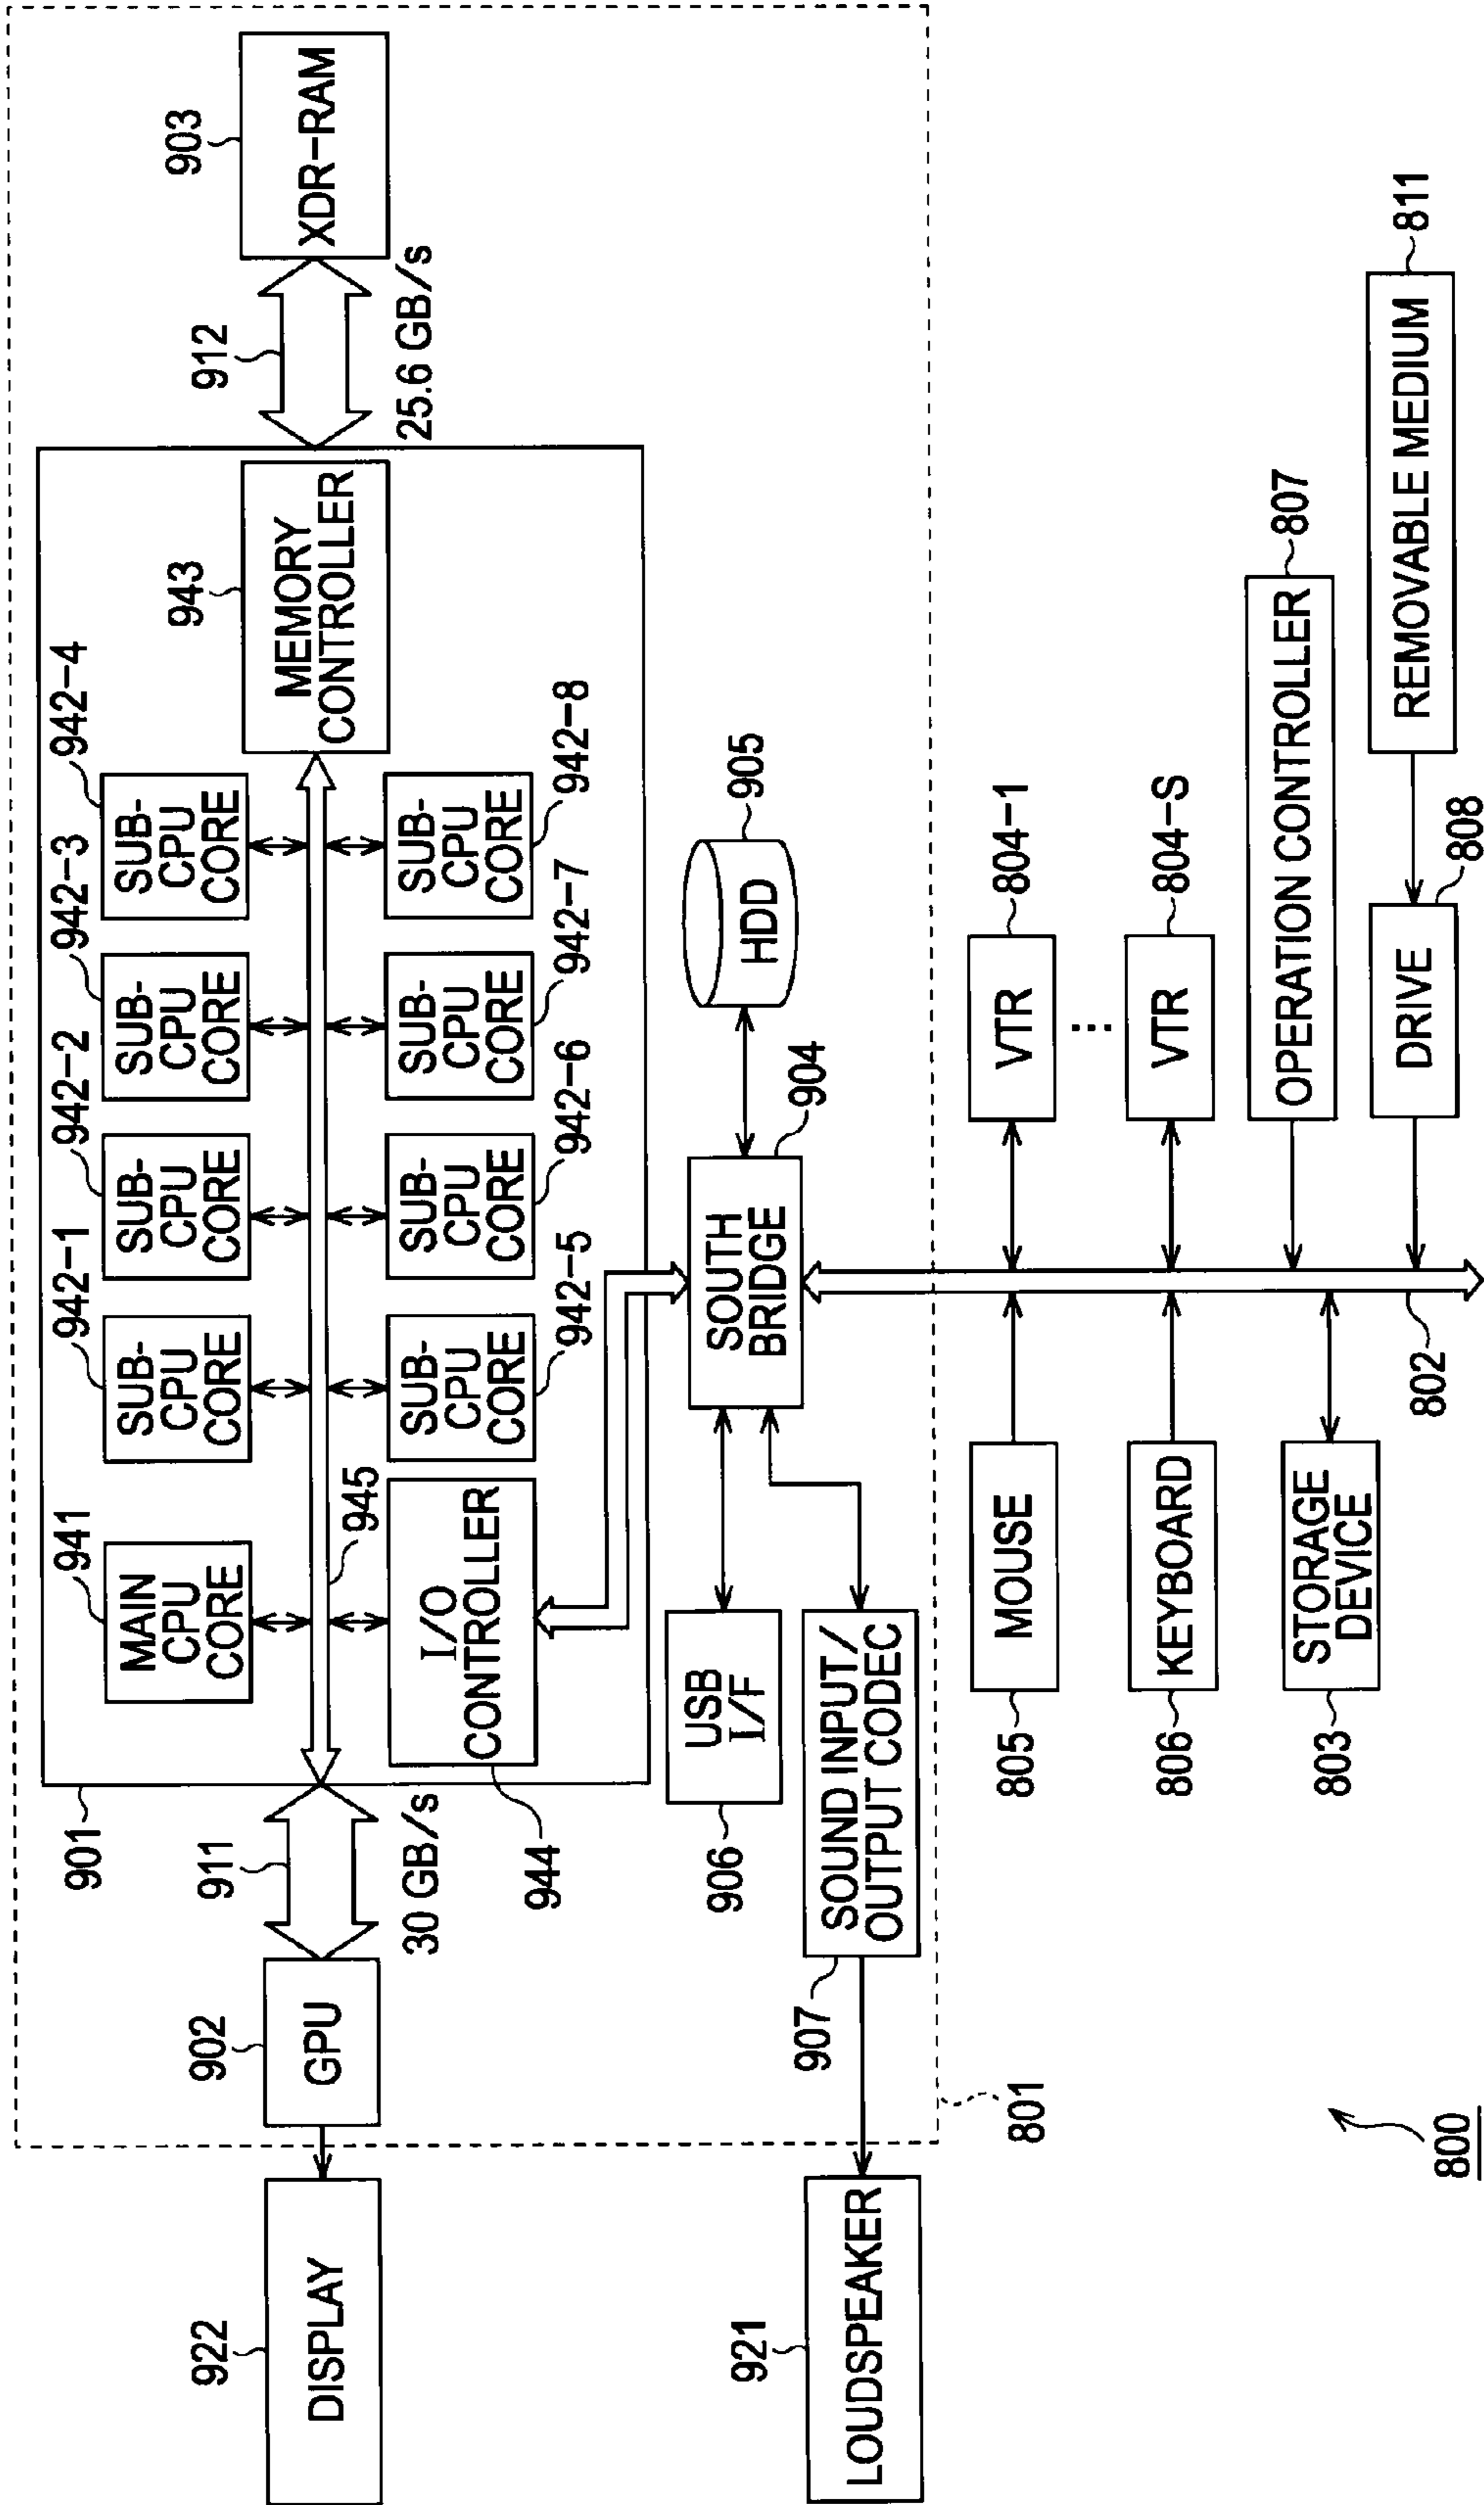 922
DISPLAY
902
GPU
911
30 GB/s
901
941
MAIN
CPU
CORE
942-1
SUB-
CPU
CORE
942-2
SUB-
CPU
CORE
942-3
SUB-
CPU
CORE
942-4
SUB-
CPU
CORE
945
943
MEMORY
CONTROLLER
912
25.6 GB/s
903
XDR-RAM
I/O
CONTROLLER
944
SUB-
CPU
CORE
942-5
SUB-
CPU
CORE
942-6
SUB-
CPU
CORE
942-7
SUB-
CPU
CORE
942-8
USB
I/F
906
SOUTH
BRIDGE
904
HDD
905
921
LOUDSPEAKER
907
SOUND INPUT/
OUTPUT CODEC
801
805
MOUSE
VTR
804-1
...
806
KEYBOARD
VTR
804-S
803
STORAGE
DEVICE
OPERATION CONTROLLER
807
802
DRIVE
808
REMOVABLE MEDIUM
811
800